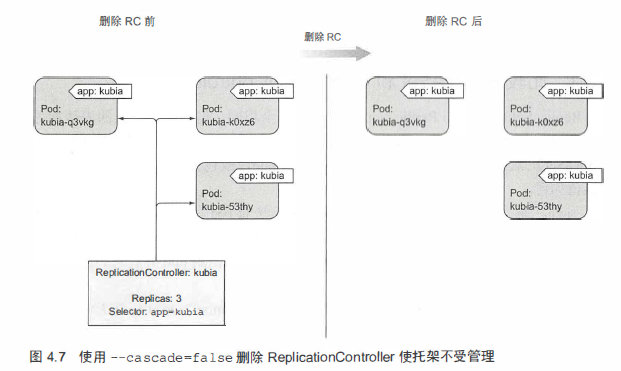 删除 RC 前
删除 RC
删除 RC 后
app: kubia
Pod:
kubia-q3vkg
app: kubia
Pod:
kubia-k0xz6
app: kubia
Pod:
kubia-53thy
ReplicationController: kubia
Replicas: 3
Selector: app=kubia
app: kubia
Pod:
kubia-q3vkg
app: kubia
Pod:
kubia-k0xz6
app: kubia
Pod:
kubia-53thy
图 4.7 使用 --cascade=false 删除 ReplicationController 使托架不受管理